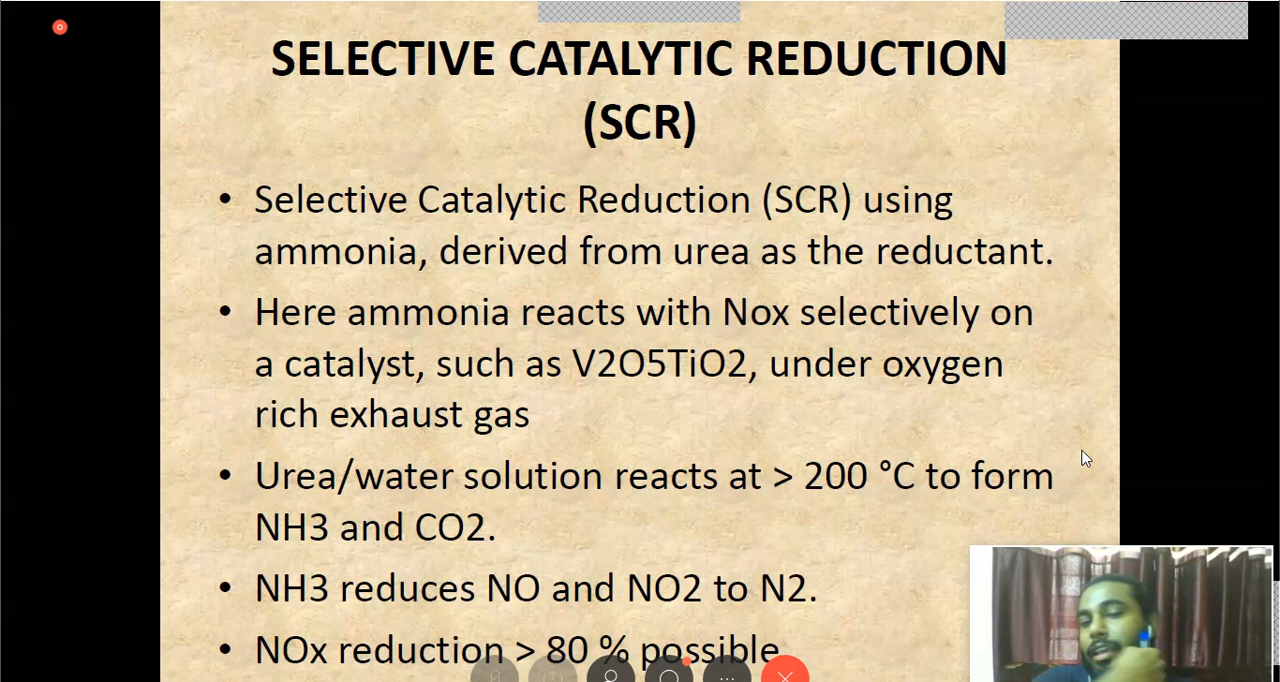 SELECTIVE CATALYTIC REDUCTION
(SCR)
• Selective Catalytic Reduction (SCR) using
ammonia, derived from urea as the reductant.
• Here ammonia reacts with Nox selectively on
a catalyst, such as V2O5TiO2, under oxygen
rich exhaust gas
• Urea/water solution reacts at > 200 °C to form
NH3 and CO2.
• NH3 reduces NO and NO2 to N2.
• NOx reduction > 80 % possible